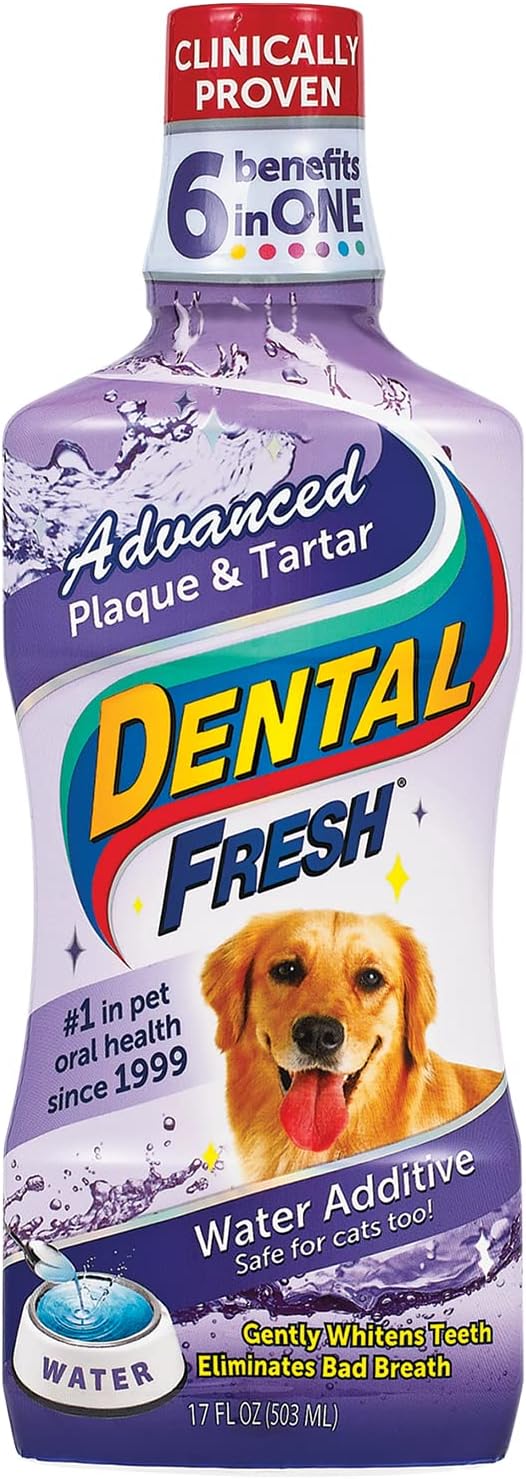 CLINICALLY
PROVEN
6 benefits
in ONE
Advanced
Plaque & Tartar
DENTAL
FRESH®
#1 in pet
oral health
since 1999
Water Additive
Safe for cats too!
WATER
Gently Whitens Teeth
Eliminates Bad Breath
17 FL OZ (503 ML)